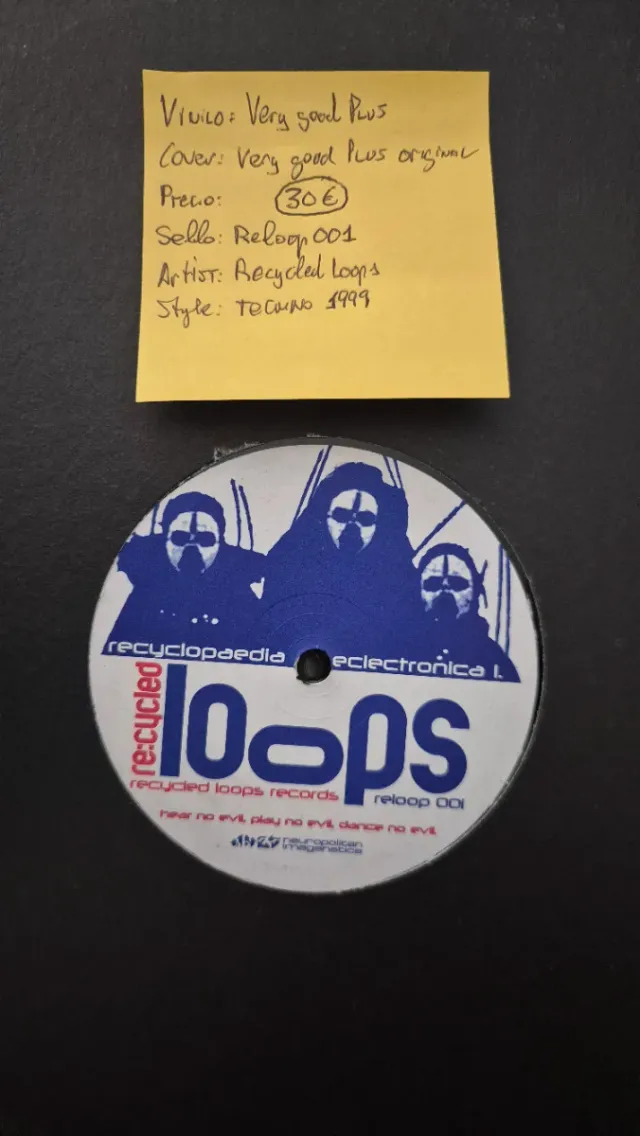 Vinilo: Very good Plus
Cover: Very good Plus original
Precio: 30€
Sello: Reloop 001
Artist: Recycled Loops
Style: Techno 1999
recyclopaedia eclectronica 1.
re:cycled loops
recycled loops records reloop 001
hear no evil, play no evil, dance no evil
neuropolitan
imagenetics